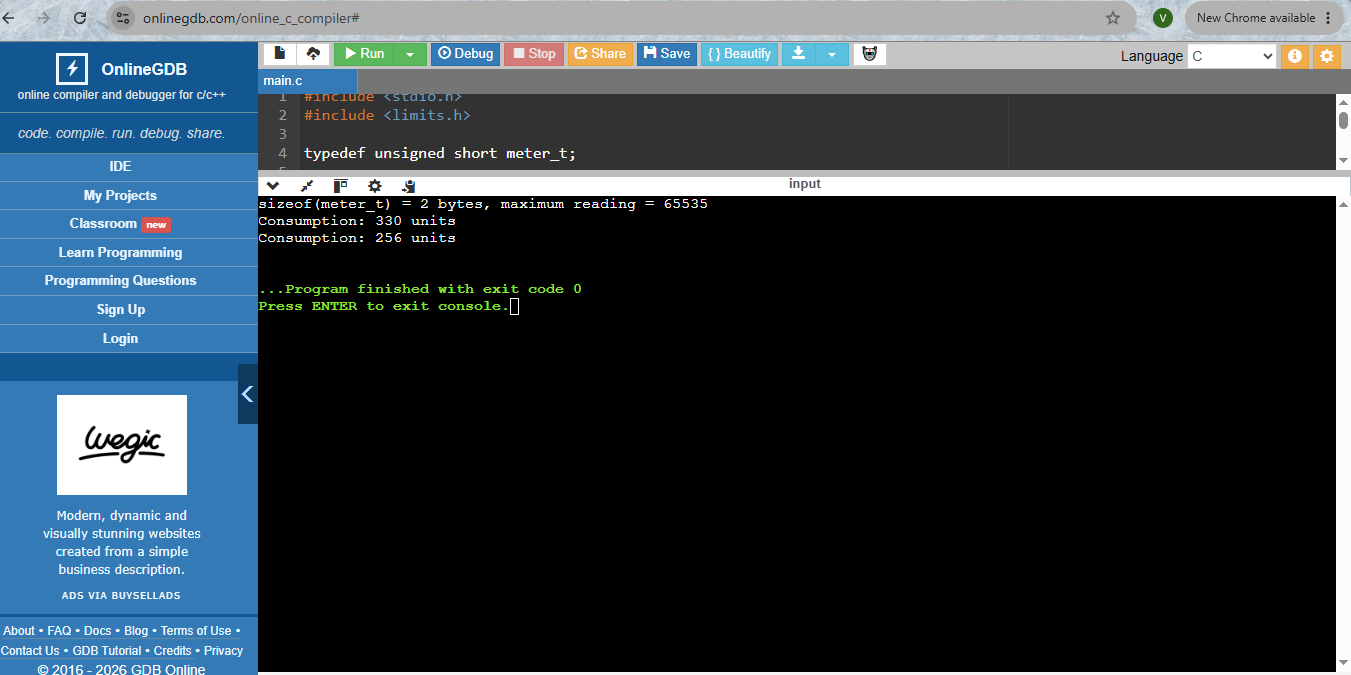 onlinegdb.com/online_c_compiler#
V
New Chrome available
OnlineGDB
online compiler and debugger for c/c++
code. compile. run. debug. share.
IDE
My Projects
Classroom new
Learn Programming
Programming Questions
Sign Up
Login
wegic
Modern, dynamic and
visually stunning websites
created from a simple
business description.
ADS VIA BUYSELLADS
About • FAQ • Docs • Blog • Terms of Use •
Contact Us • GDB Tutorial • Credits • Privacy
© 2016 - 2026 GDB Online
Run Debug Stop Share Save { } Beautify
Language C
main.c
1 #include <stdio.h>
2 #include <limits.h>
3
4 typedef unsigned short meter_t;
input
sizeof(meter_t) = 2 bytes, maximum reading = 65535
Consumption: 330 units
Consumption: 256 units
...Program finished with exit code 0
Press ENTER to exit console.